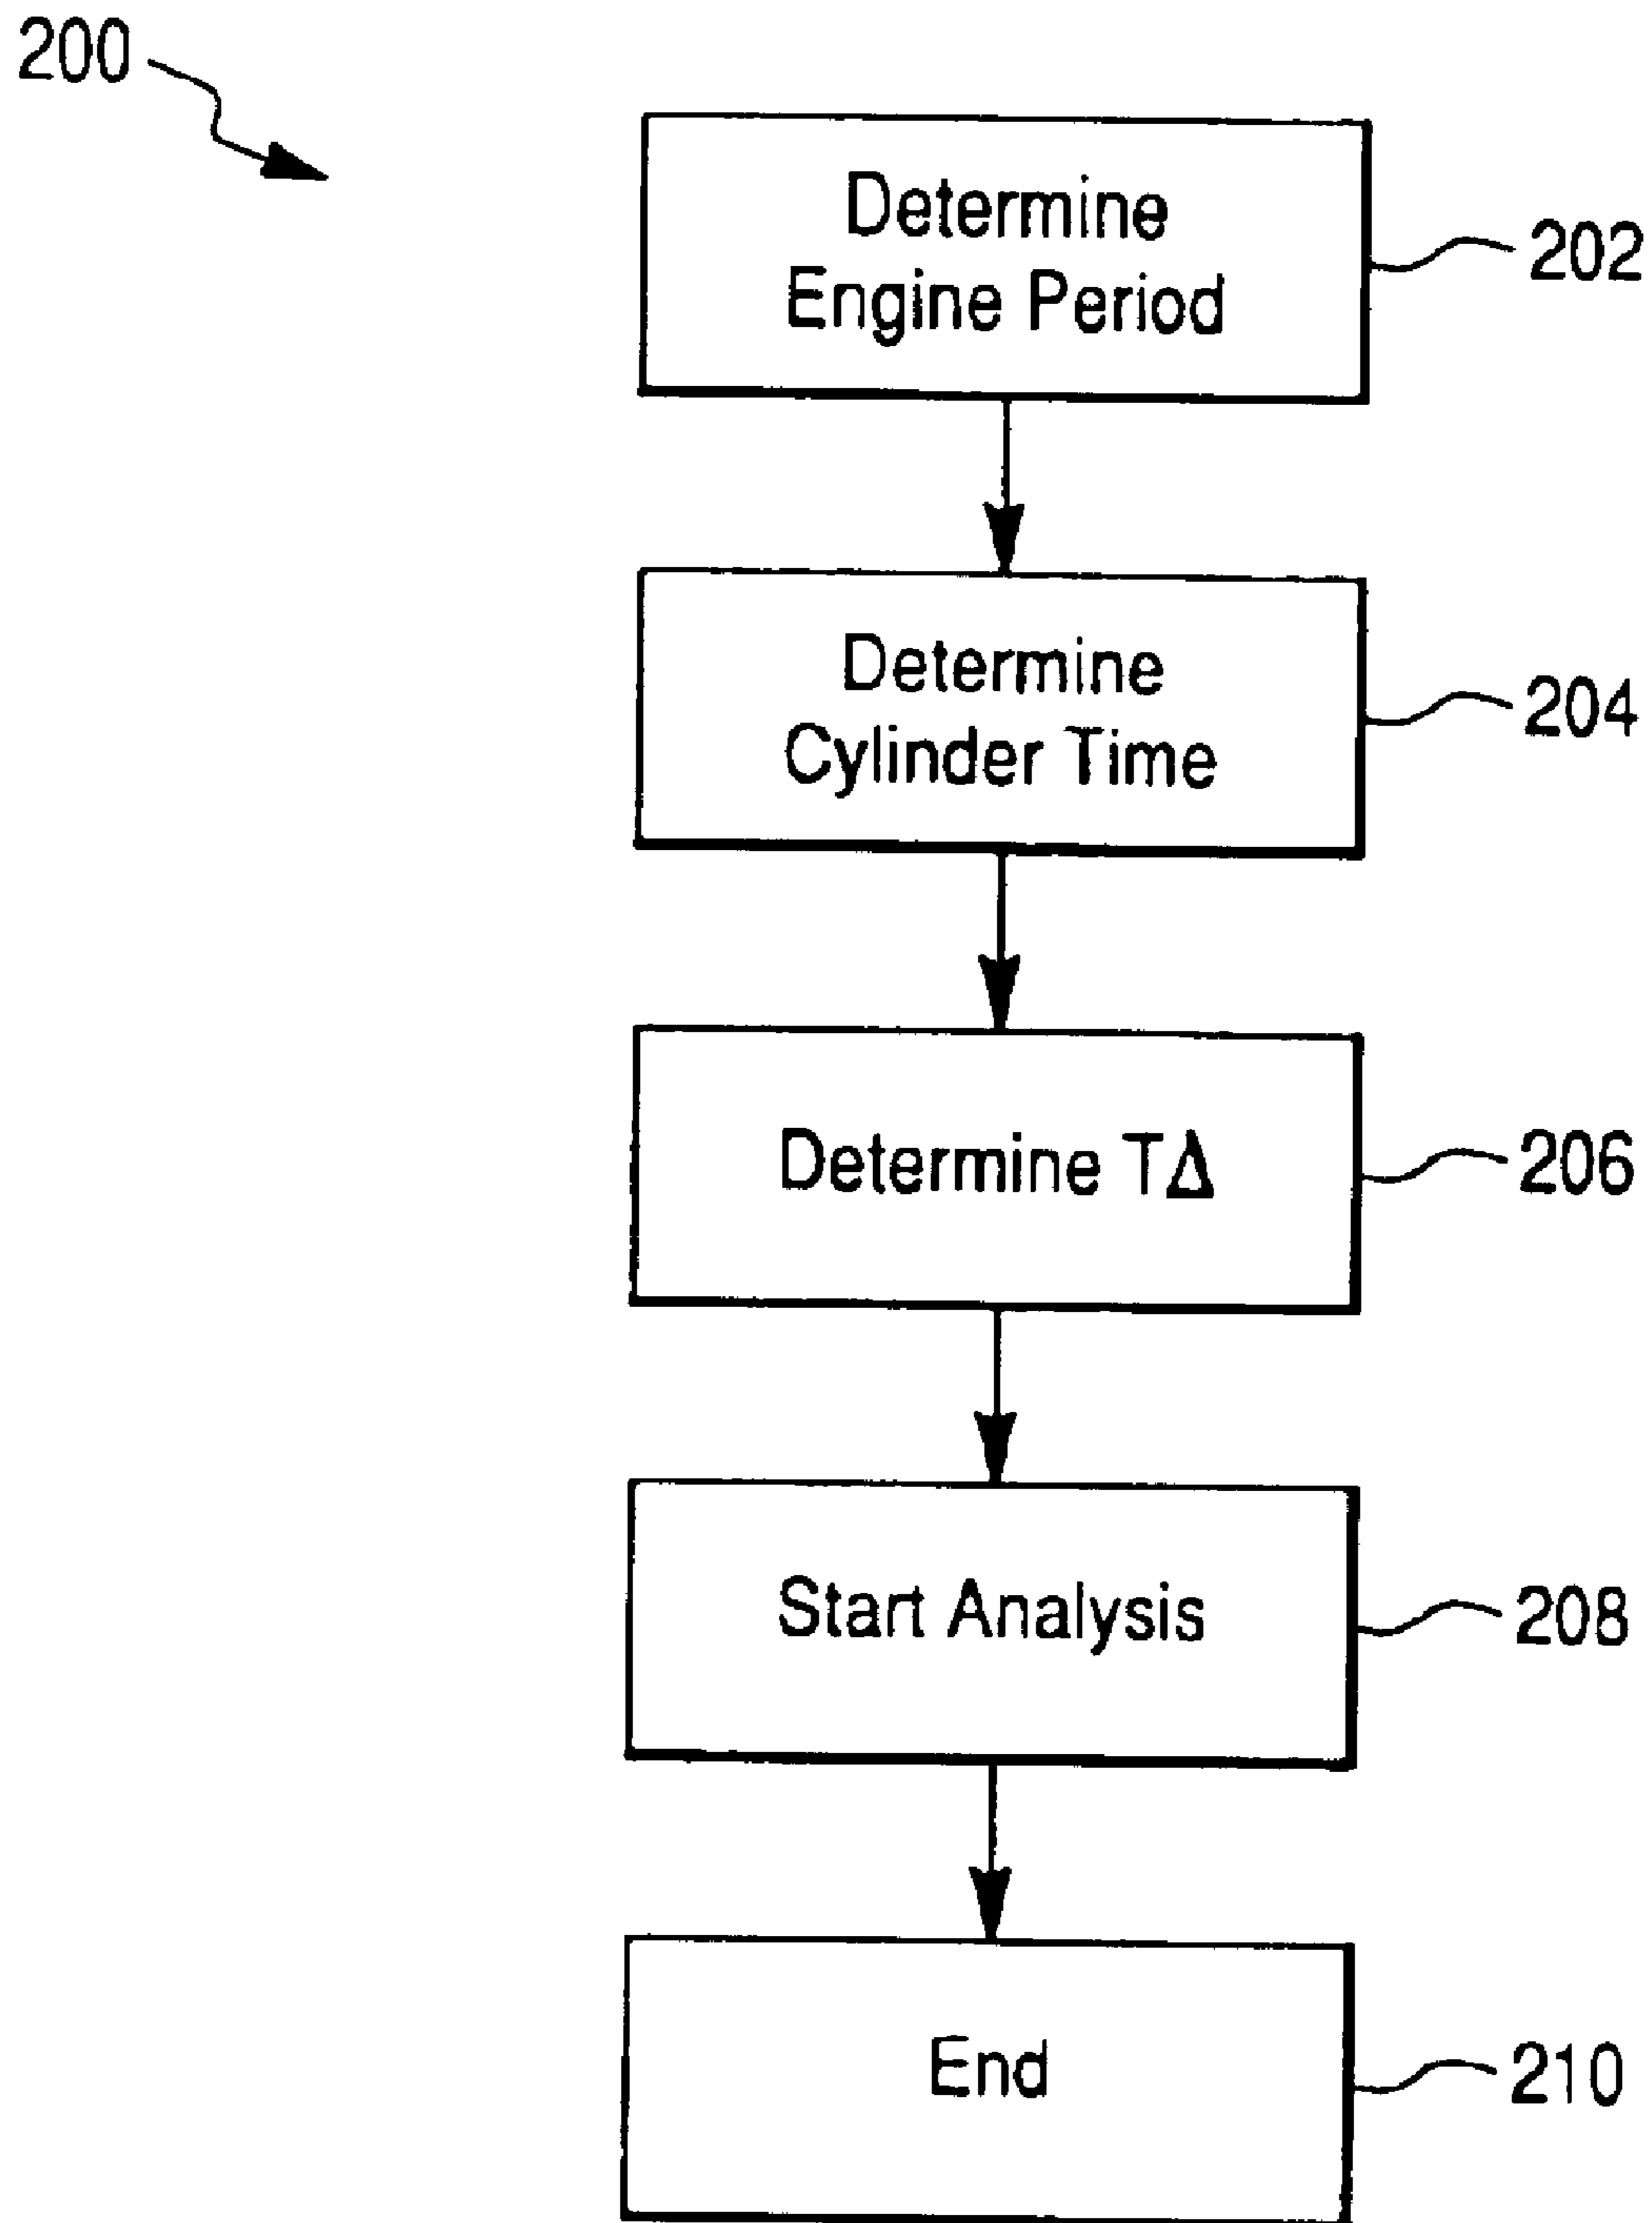 200
Determine
Engine Period
202
Determine
Cylinder Time
204
Determine TΔ
206
Start Analysis
208
End
210